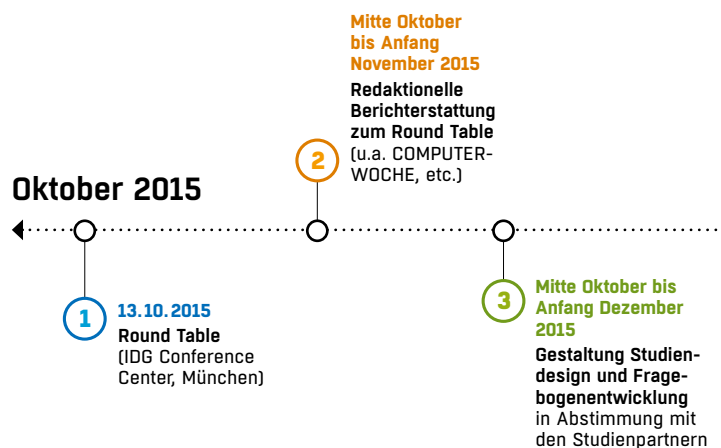 Mitte Oktober
bis Anfang
November 2015
Redaktionelle
Berichterstattung
zum Round Table
(u.a. COMPUTER-
WOCHE, etc.)
2
Oktober 2015
1
13.10.2015
Round Table
(IDG Conference
Center, München)
3
Mitte Oktober bis
Anfang Dezember
2015
Gestaltung Studien-
design und Frage-
bogenentwicklung
in Abstimmung mit
den Studienpartnern